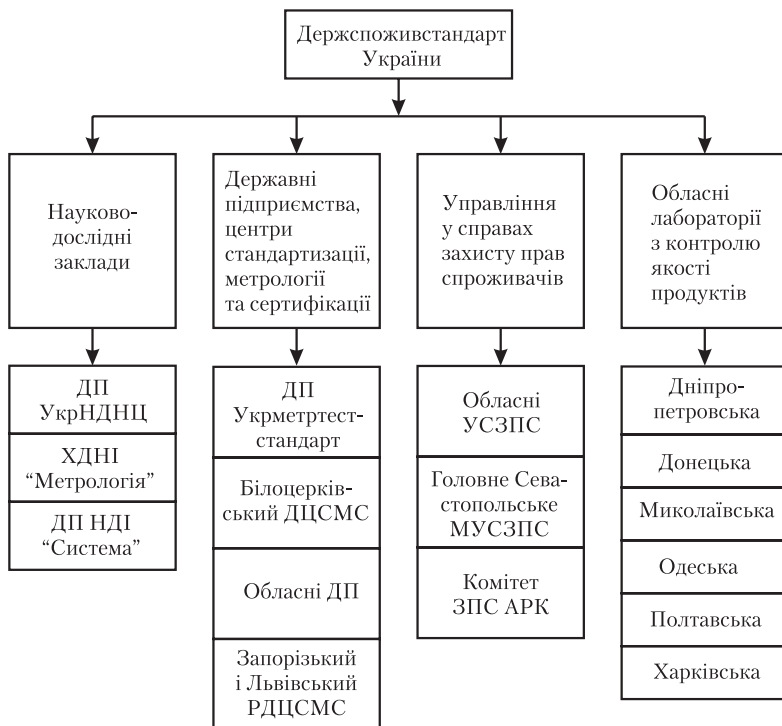 Держспоживстандарт
України
Науково-
дослідні
заклади
Державні
підприємства,
центри
стандартизації,
метрології
та сертифікації
Управління
у справах
захисту прав
спроживачів
Обласні
лабораторії
з контролю
якості
продуктів
ДП
УкрНДНЦ
ХДНІ
“Метрологія”
ДП НДІ
“Система”
ДП
Укрметртест-
стандарт
Білоцерків-
ський ДЦСМС
Обласні ДП
Запорізький
і Львівський
РДЦСМС
Обласні
УСЗПС
Головне Сева-
стопольське
МУСЗПС
Комітет
ЗПС АРК
Дніпро-
петровська
Донецька
Миколаївська
Одеська
Полтавська
Харківська